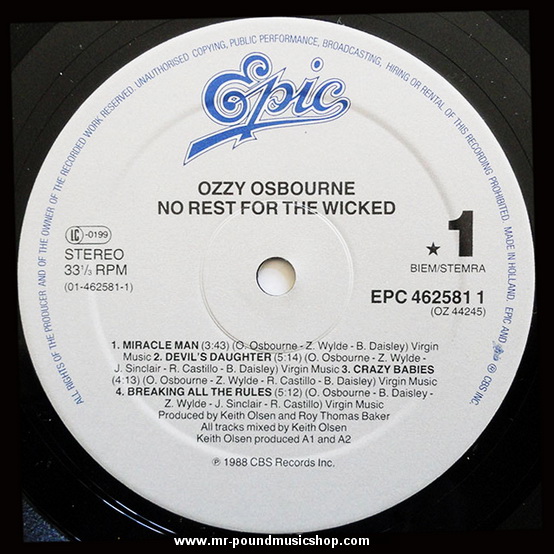 ALL RIGHTS OF THE PRODUCER AND OF THE OWNER OF THE RECORDED WORK RESERVED. UNAUTHORISED COPYING, PUBLIC PERFORMANCE, BROADCASTING, HIRING OR RENTAL OF THIS RECORDING PROHIBITED. MADE IN HOLLAND. EPIC AND ® CBS INC
Epic
OZZY OSBOURNE
NO REST FOR THE WICKED
LC-0199
STEREO
33⅓ RPM
(01-462581-1)
★ 1
BIEM/STEMRA
EPC 462581 1
(OZ 44245)
1. MIRACLE MAN (3:43) (O. Osbourne - Z. Wylde - B. Daisley) Virgin
Music 2. DEVIL'S DAUGHTER (5:14) (O. Osbourne - Z. Wylde -
J. Sinclair - R. Castillo - B. Daisley) Virgin Music 3. CRAZY BABIES
(4:13) (O. Osbourne - Z. Wylde - R. Castillo - B. Daisley) Virgin Music
4. BREAKING ALL THE RULES (5:12) (O. Osbourne - B. Daisley -
Z. Wylde - J. Sinclair - R. Castillo) Virgin Music
Produced by Keith Olsen and Roy Thomas Baker
All tracks mixed by Keith Olsen
Keith Olsen produced A1 and A2
℗ 1988 CBS Records Inc.
www.mr-poundmusicshop.com